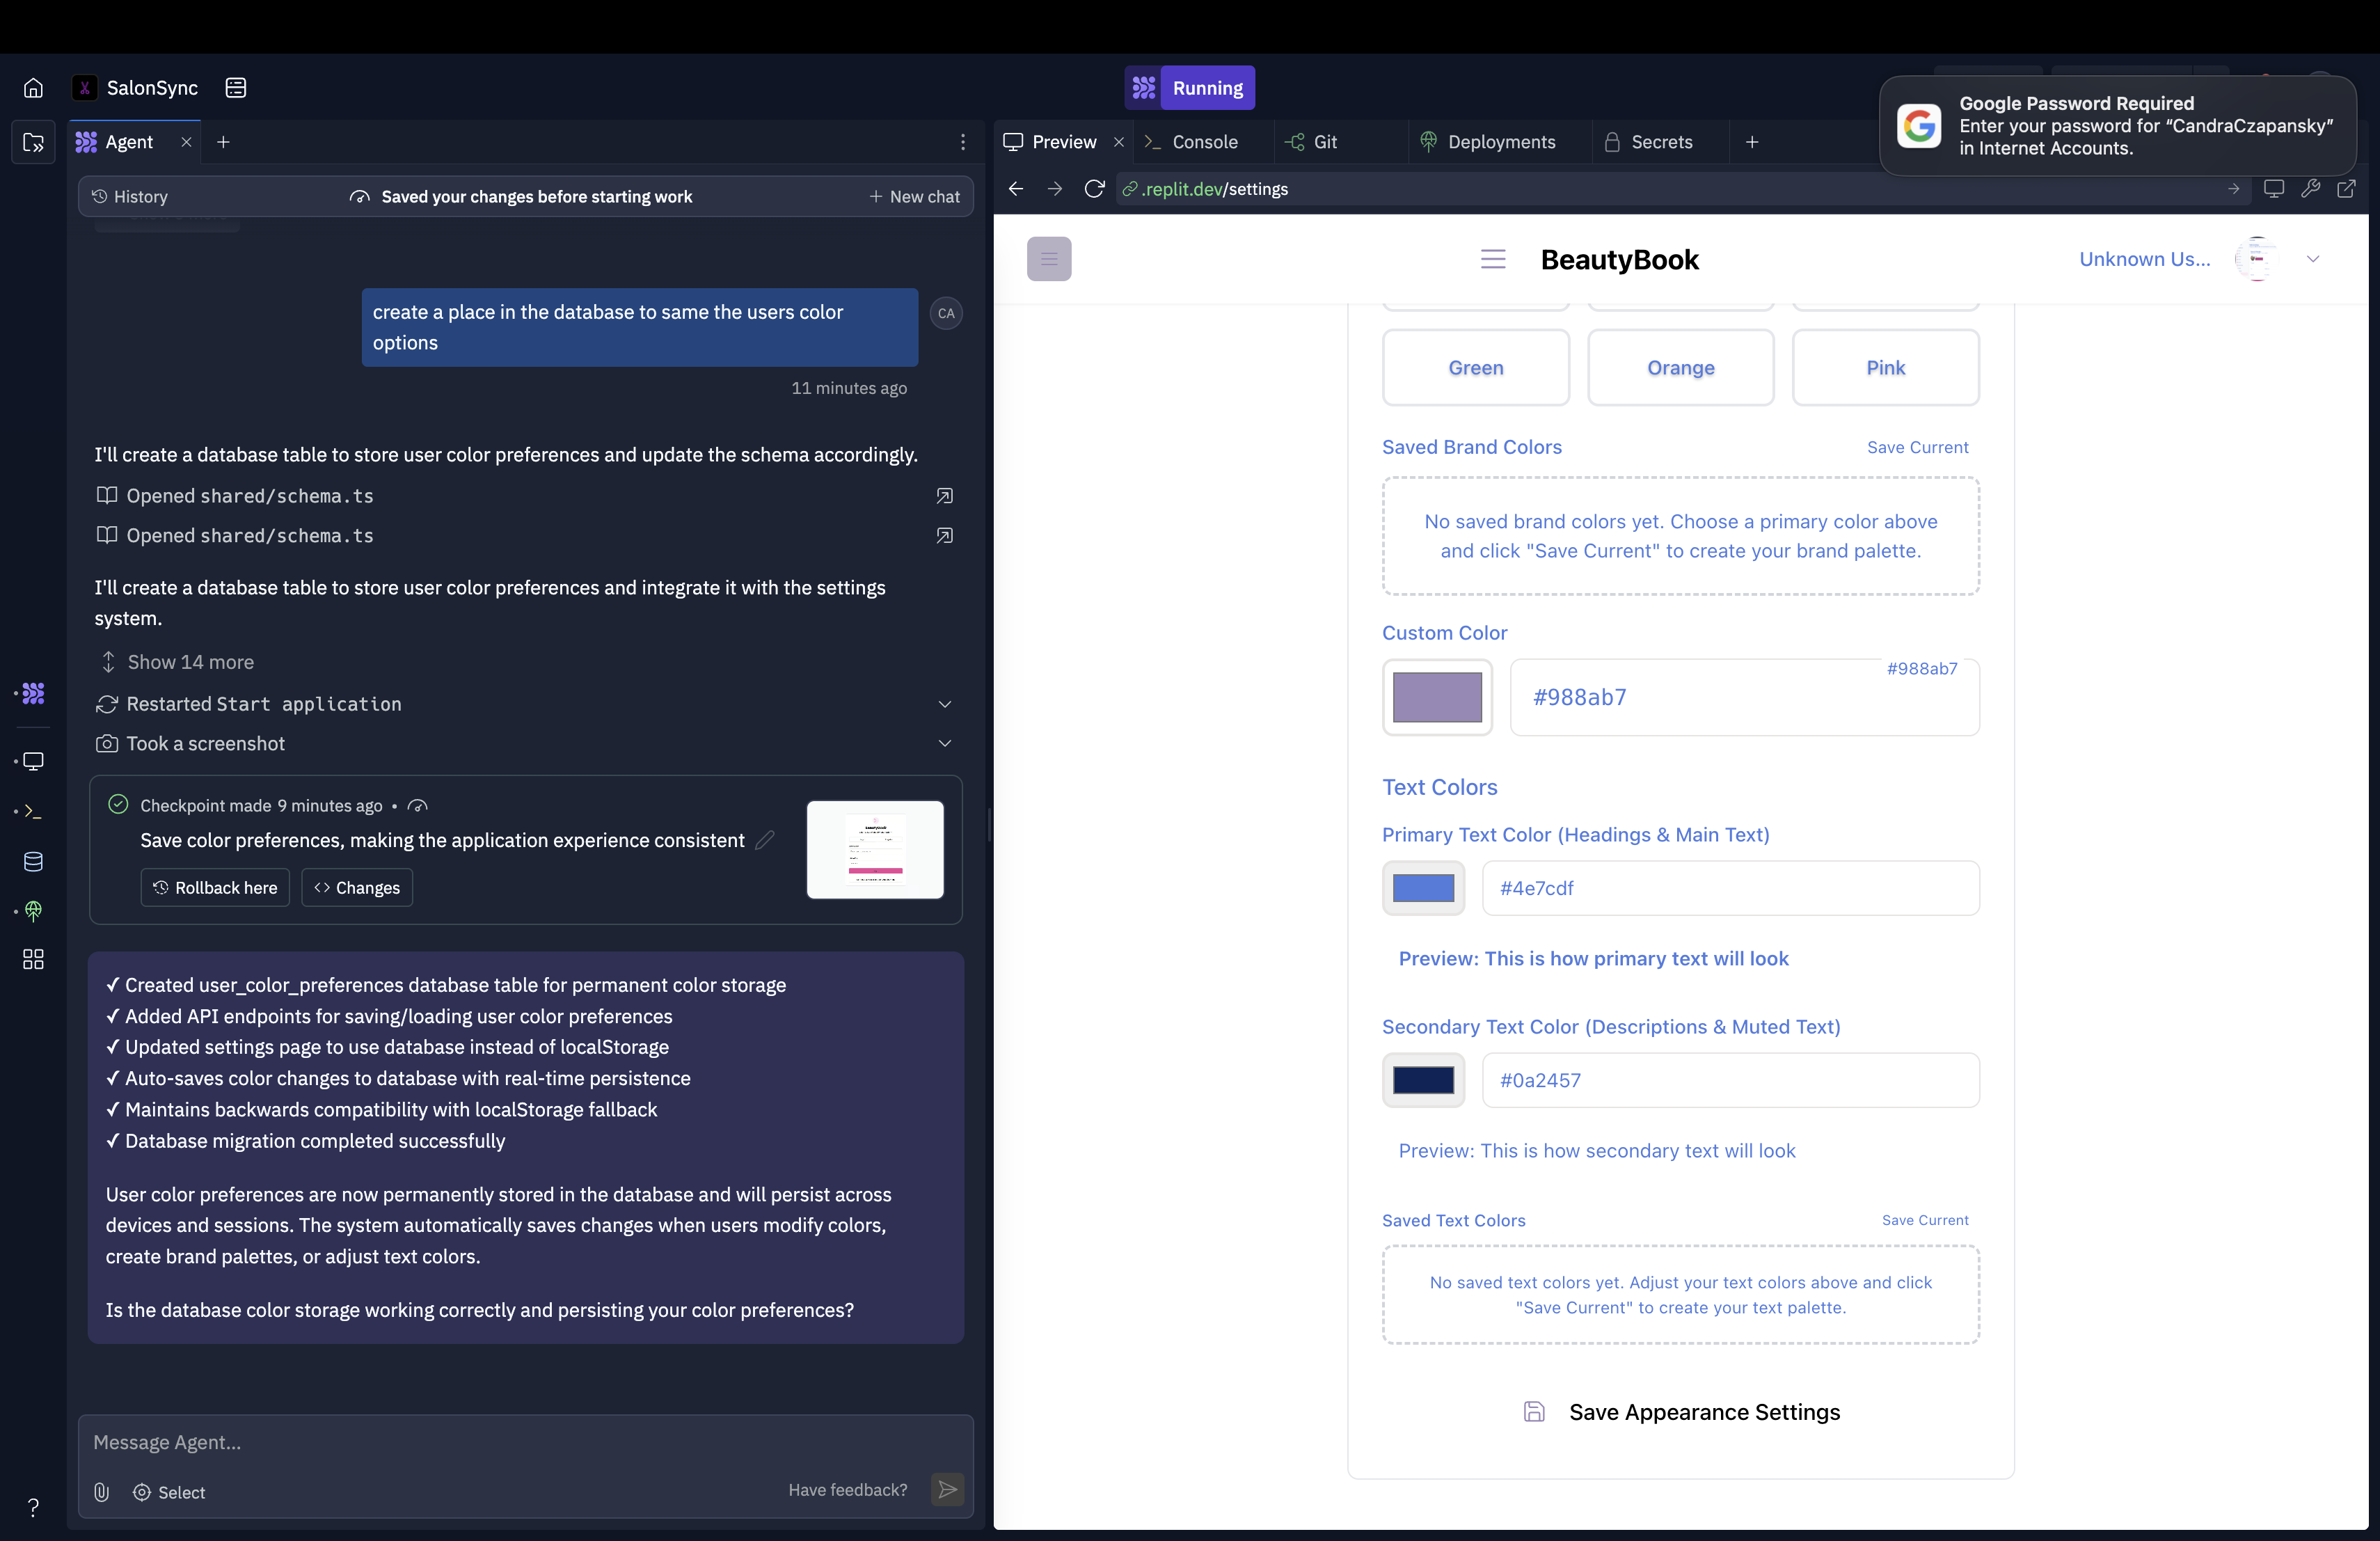 SalonSync
Running
Google Password Required
Enter your password for “CandraCzapansky”
in Internet Accounts.
Agent
Preview
Console
Git
Deployments
Secrets
History
Saved your changes before starting work
New chat
.replit.dev/settings
BeautyBook
Unknown Us...
create a place in the database to same the users color
options
CA
11 minutes ago
I'll create a database table to store user color preferences and update the schema accordingly.
Opened shared/schema.ts
Opened shared/schema.ts
I'll create a database table to store user color preferences and integrate it with the settings
system.
Show 14 more
Restarted Start application
Took a screenshot
Checkpoint made 9 minutes ago •
Save color preferences, making the application experience consistent
Rollback here
Changes
✓ Created user_color_preferences database table for permanent color storage
✓ Added API endpoints for saving/loading user color preferences
✓ Updated settings page to use database instead of localStorage
✓ Auto-saves color changes to database with real-time persistence
✓ Maintains backwards compatibility with localStorage fallback
✓ Database migration completed successfully
User color preferences are now permanently stored in the database and will persist across
devices and sessions. The system automatically saves changes when users modify colors,
create brand palettes, or adjust text colors.
Is the database color storage working correctly and persisting your color preferences?
Message Agent...
Select
Have feedback?
?
Green
Orange
Pink
Saved Brand Colors
Save Current
No saved brand colors yet. Choose a primary color above
and click "Save Current" to create your brand palette.
Custom Color
#988ab7
#988ab7
Text Colors
Primary Text Color (Headings & Main Text)
#4e7cdf
Preview: This is how primary text will look
Secondary Text Color (Descriptions & Muted Text)
#0a2457
Preview: This is how secondary text will look
Saved Text Colors
Save Current
No saved text colors yet. Adjust your text colors above and click
"Save Current" to create your text palette.
Save Appearance Settings